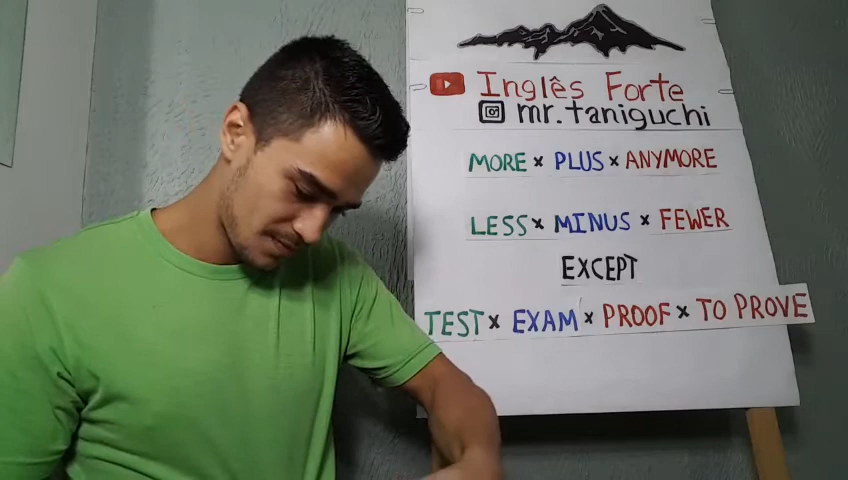 Inglês Forte
mr.taniguchi
MORE x PLUS x ANYMORE
LESS x MINUS x FEWER
EXCEPT
TEST x EXAM x PROOF x TO PROVE